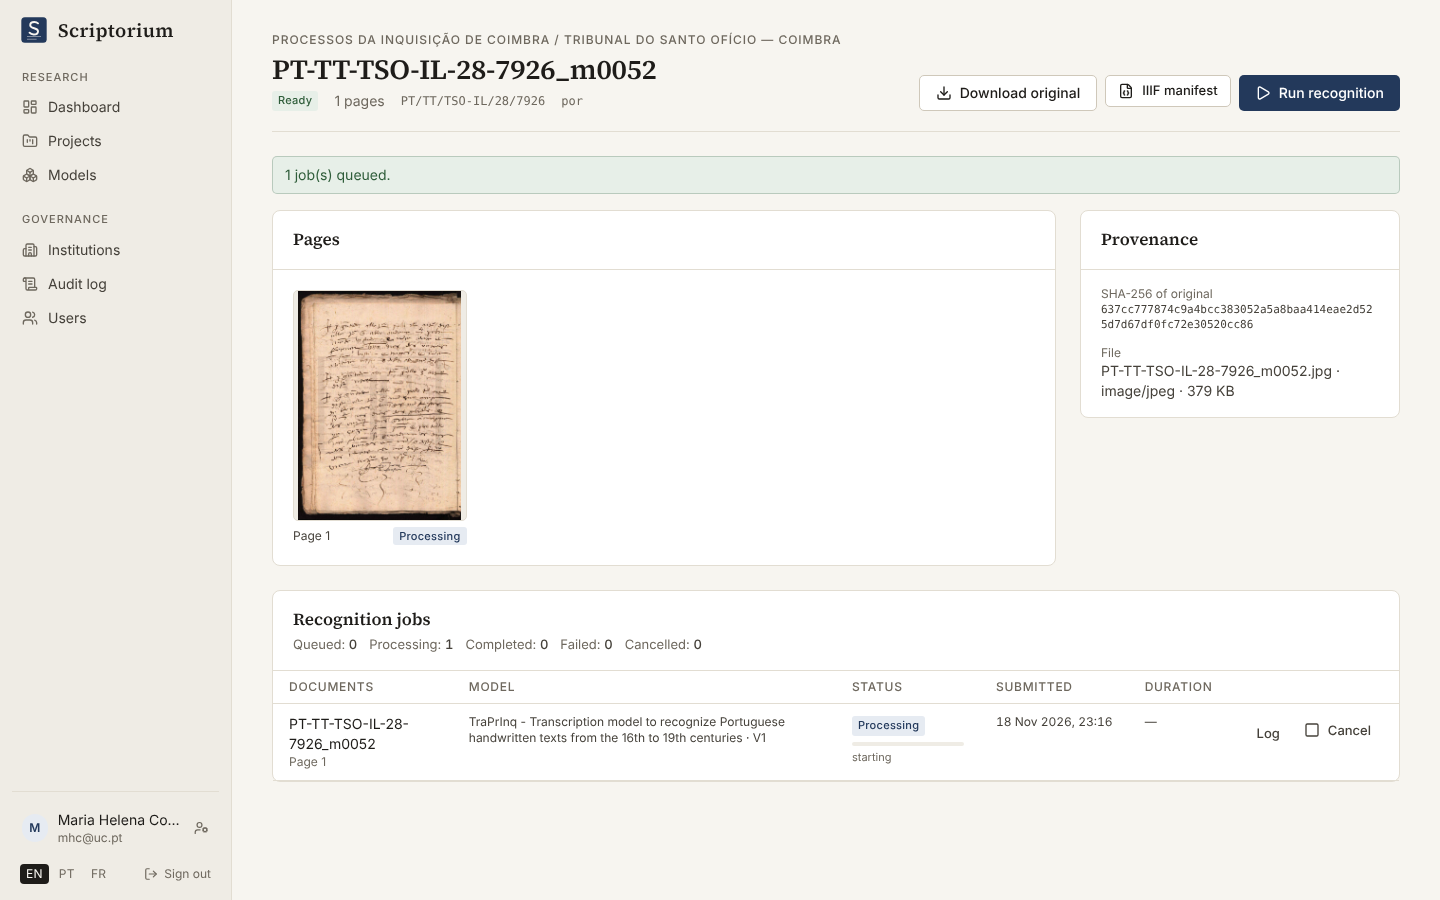 Scriptorium
RESEARCH
Dashboard
Projects
Models
GOVERNANCE
Institutions
Audit log
Users
M
Maria Helena Co...
mhc@uc.pt
EN PT FR Sign out
PROCESSOS DA INQUISIÇÃO DE COIMBRA / TRIBUNAL DO SANTO OFÍCIO — COIMBRA
PT-TT-TSO-IL-28-7926_m0052
Ready 1 pages PT/TT/TSO-IL/28/7926 por
Download original IIIF manifest Run recognition
1 job(s) queued.
Pages
Page 1 Processing
Provenance
SHA-256 of original
637cc777874c9a4bcc383052a5a8baa414eae2d52
5d7d67df0fc72e30520cc86
File
PT-TT-TSO-IL-28-7926_m0052.jpg ·
image/jpeg · 379 KB
Recognition jobs
Queued: 0 Processing: 1 Completed: 0 Failed: 0 Cancelled: 0
DOCUMENTS MODEL STATUS SUBMITTED DURATION
PT-TT-TSO-IL-28-
7926_m0052
Page 1
TraPrInq - Transcription model to recognize Portuguese
handwritten texts from the 16th to 19th centuries · V1
Processing
starting
18 Nov 2026, 23:16
—
Log Cancel